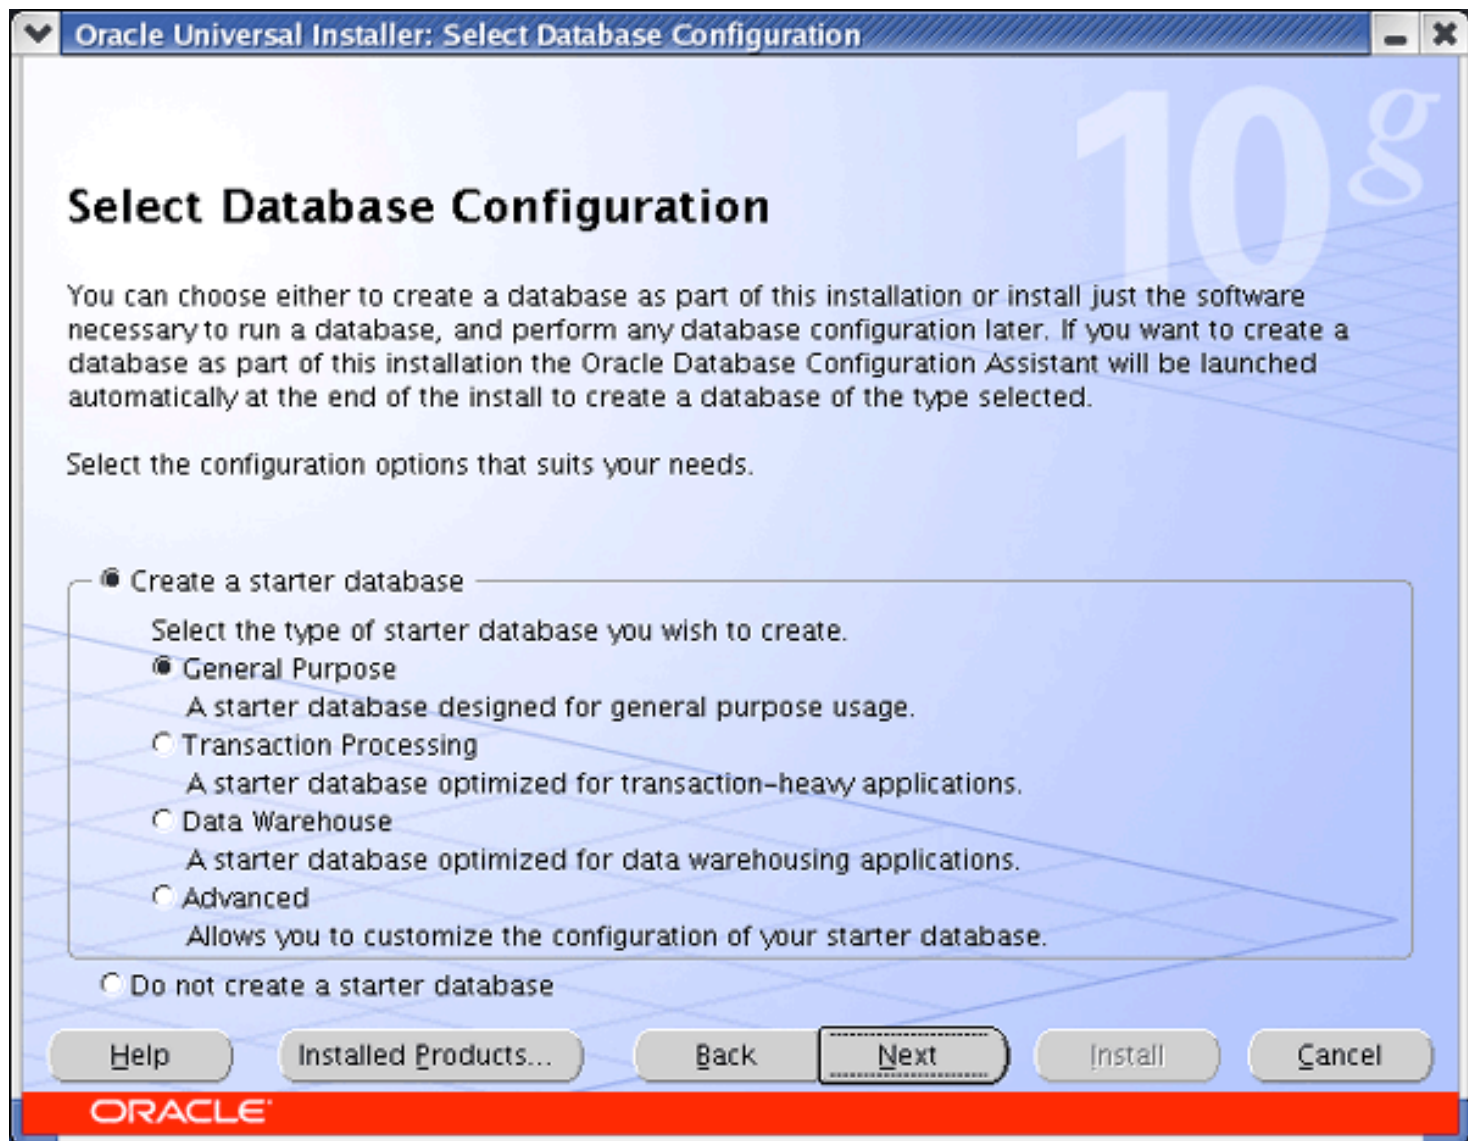 Oracle Universal Installer: Select Database Configuration
10g
Select Database Configuration
You can choose either to create a database as part of this installation or install just the software
necessary to run a database, and perform any database configuration later. If you want to create a
database as part of this installation the Oracle Database Configuration Assistant will be launched
automatically at the end of the install to create a database of the type selected.
Select the configuration options that suits your needs.
Create a starter database
Select the type of starter database you wish to create.
General Purpose
A starter database designed for general purpose usage.
Transaction Processing
A starter database optimized for transaction-heavy applications.
Data Warehouse
A starter database optimized for data warehousing applications.
Advanced
Allows you to customize the configuration of your starter database.
Do not create a starter database
Help Installed Products... Back Next Install Cancel
ORACLE